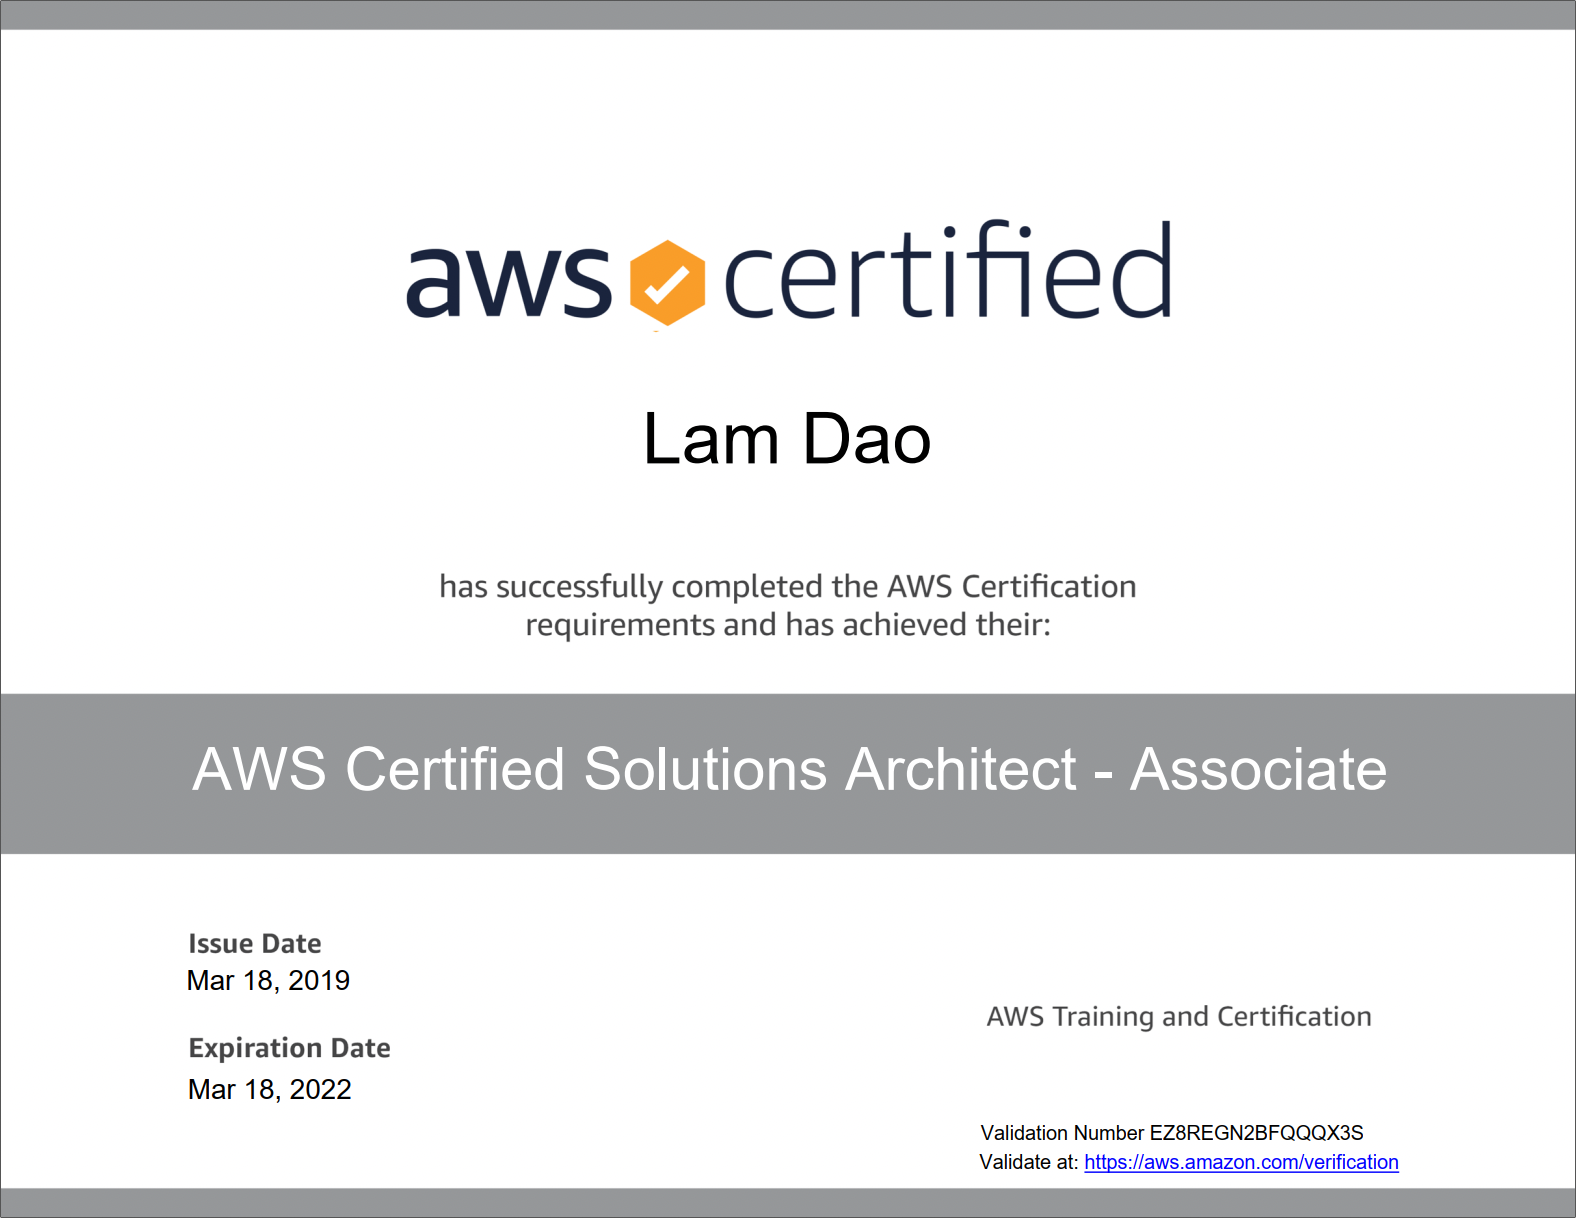 aws certified
Lam Dao
has successfully completed the AWS Certification
requirements and has achieved their:
AWS Certified Solutions Architect - Associate
Issue Date
Mar 18, 2019
Expiration Date
Mar 18, 2022
AWS Training and Certification
Validation Number EZ8REGN2BFQQQX3S
Validate at: https://aws.amazon.com/verification